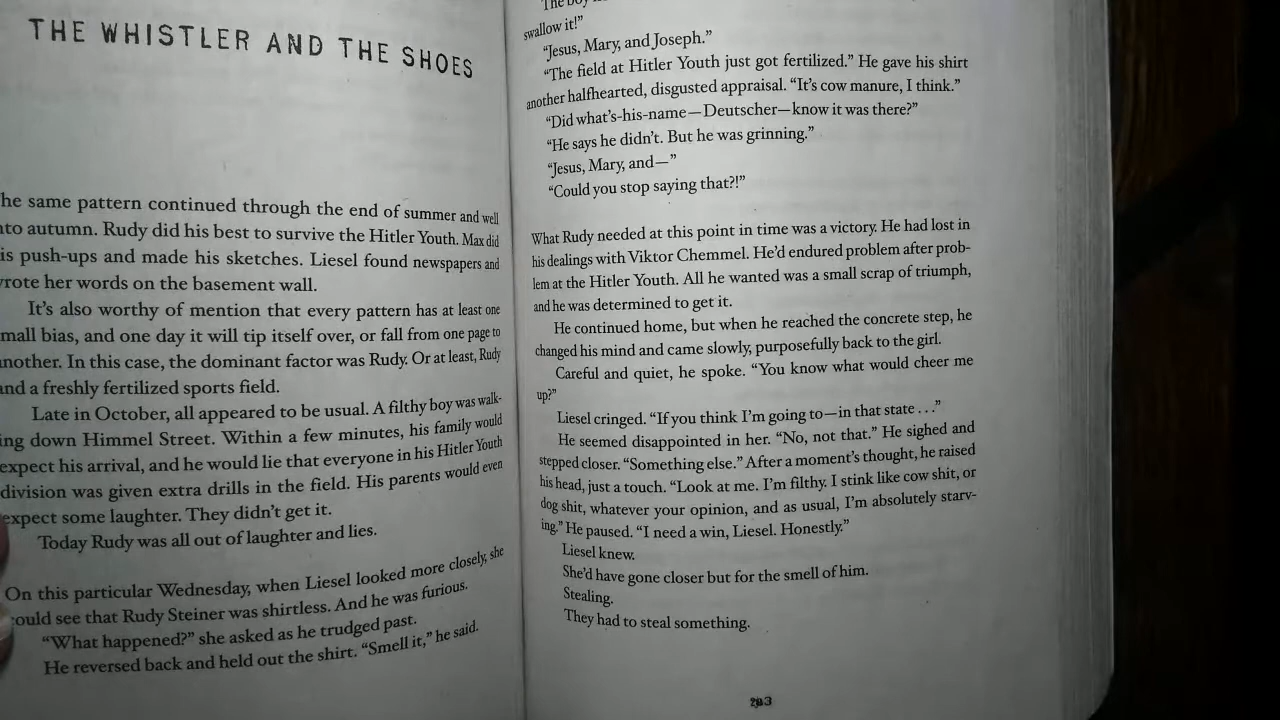 THE WHISTLER AND THE SHOES
he same pattern continued through the end of summer and well
nto autumn. Rudy did his best to survive the Hitler Youth. Max did
is push-ups and made his sketches. Liesel found newspapers and
rote her words on the basement wall.
It's also worthy of mention that every pattern has at least one
mall bias, and one day it will tip itself over, or fall from one page to
nother. In this case, the dominant factor was Rudy. Or at least, Rudy
and a freshly fertilized sports field.
Late in October, all appeared to be usual. A filthy boy was walk-
ing down Himmel Street. Within a few minutes, his family would
expect his arrival, and he would lie that everyone in his Hitler Youth
division was given extra drills in the field. His parents would even
expect some laughter. They didn't get it.
Today Rudy was all out of laughter and lies.
On this particular Wednesday, when Liesel looked more closely, she
could see that Rudy Steiner was shirtless. And he was furious.
"What happened?" she asked as he trudged past.
He reversed back and held out the shirt. "Smell it," he said.
The boy
swallow it!"
"Jesus, Mary, and Joseph."
"The field at Hitler Youth just got fertilized." He gave his shirt
another halfhearted, disgusted appraisal. "It's cow manure, I think."
"Did what's-his-name—Deutscher—know it was there?"
"He says he didn't. But he was grinning."
"Jesus, Mary, and—"
"Could you stop saying that?!"
What Rudy needed at this point in time was a victory. He had lost in
his dealings with Viktor Chemmel. He'd endured problem after prob-
lem at the Hitler Youth. All he wanted was a small scrap of triumph,
and he was determined to get it.
He continued home, but when he reached the concrete step, he
changed his mind and came slowly, purposefully back to the girl.
Careful and quiet, he spoke. "You know what would cheer me
up?"
Liesel cringed. "If you think I'm going to—in that state . . ."
He seemed disappointed in her. "No, not that." He sighed and
stepped closer. "Something else." After a moment's thought, he raised
his head, just a touch. "Look at me. I'm filthy. I stink like cow shit, or
dog shit, whatever your opinion, and as usual, I'm absolutely starv-
ing." He paused. "I need a win, Liesel. Honestly."
Liesel knew.
She'd have gone closer but for the smell of him.
Stealing.
They had to steal something.